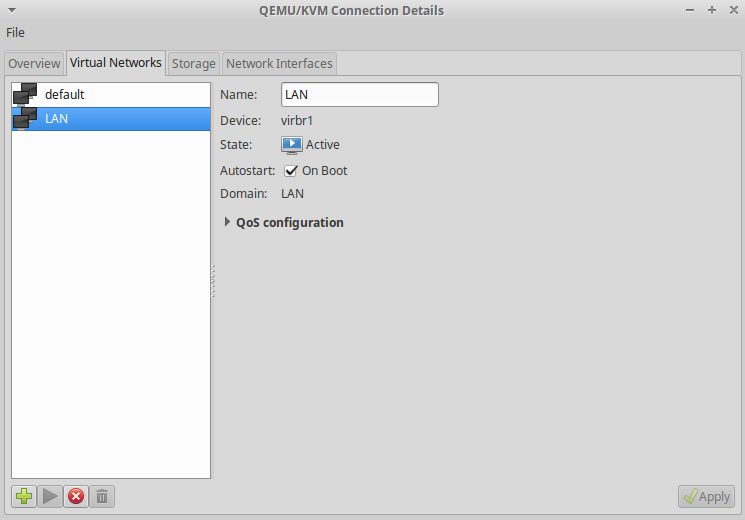 QEMU/KVM Connection Details
File
Overview Virtual Networks Storage Network Interfaces
default
LAN
Name: LAN
Device: virbr1
State: Active
Autostart: On Boot
Domain: LAN
QoS configuration
Apply